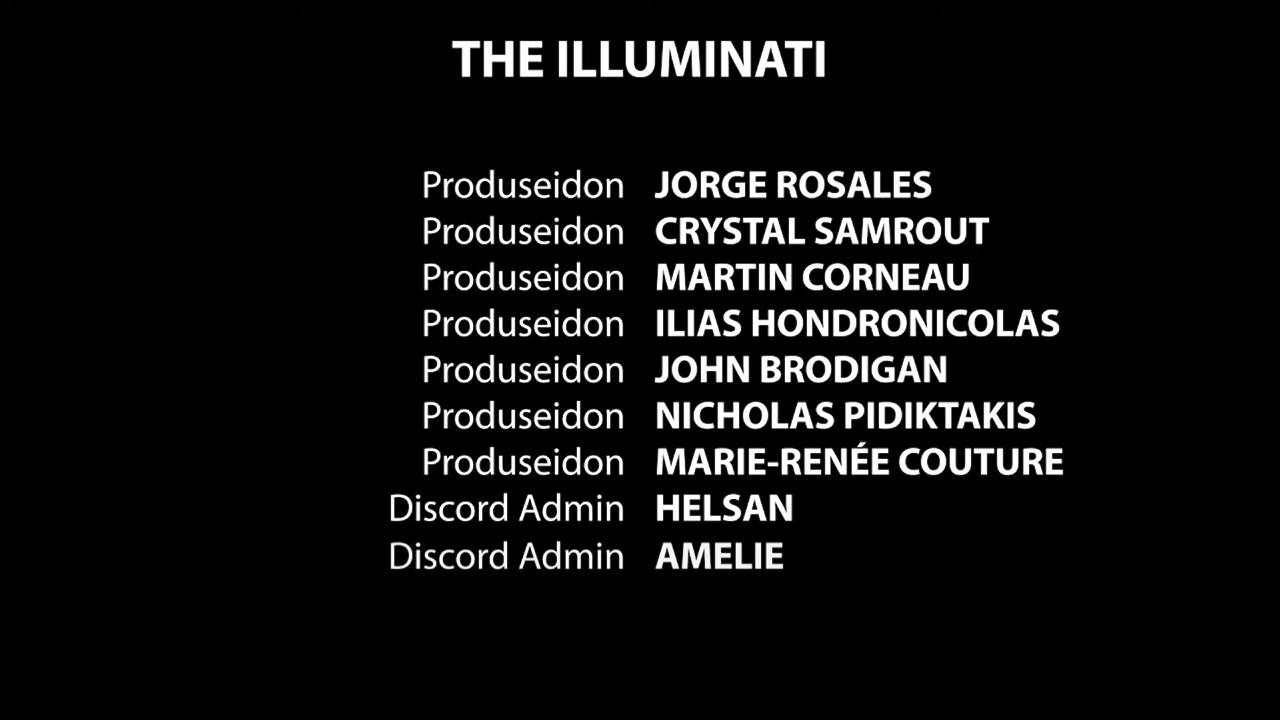 THE ILLUMINATI
Produseidon JORGE ROSALES
Produseidon CRYSTAL SAMROUT
Produseidon MARTIN CORNEAU
Produseidon ILIAS HONDRONICOLAS
Produseidon JOHN BRODIGAN
Produseidon NICHOLAS PIDIKTAKIS
Produseidon MARIE-RENÉE COUTURE
Discord Admin HELSAN
Discord Admin AMELIE